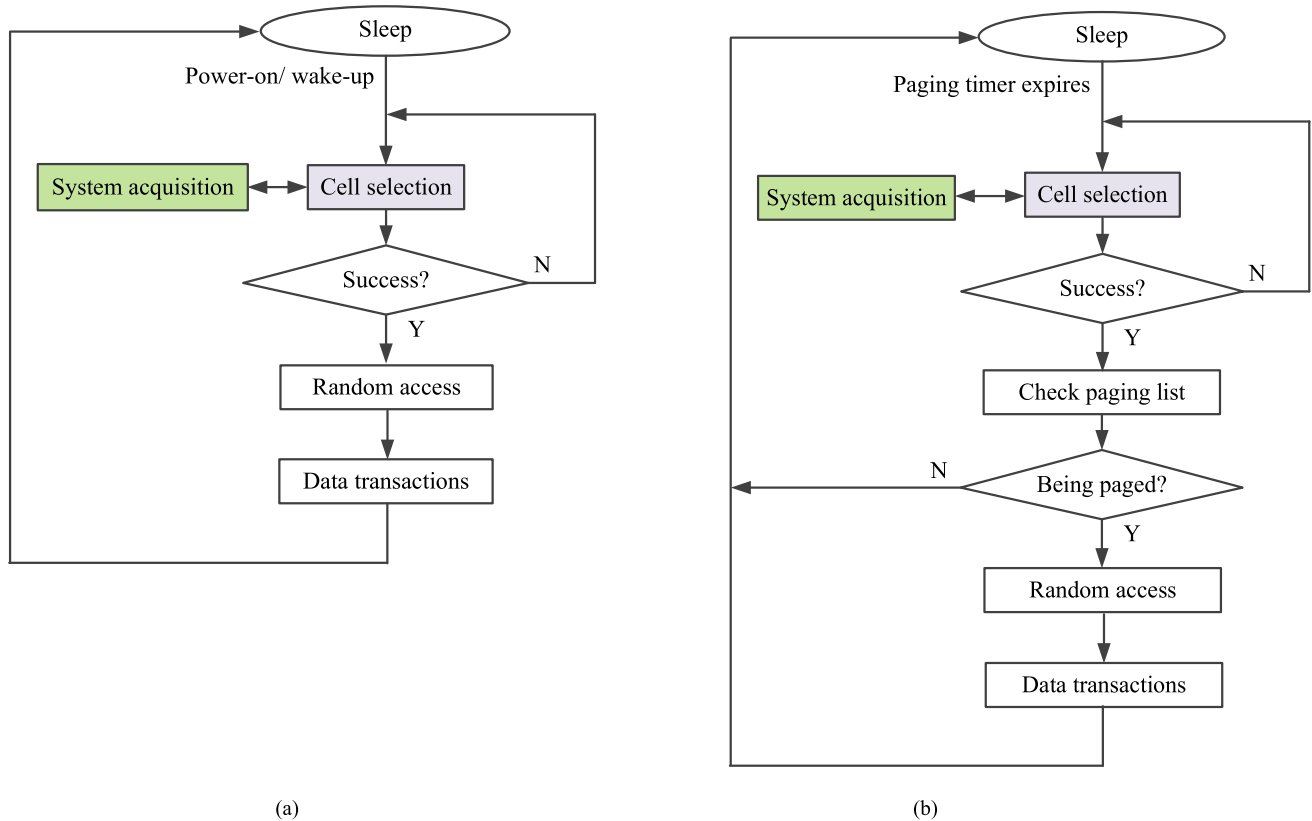 Sleep
Power-on/ wake-up
System acquisition
Cell selection
Success?
N
Y
Random access
Data transactions
(a)
Sleep
Paging timer expires
System acquisition
Cell selection
Success?
N
Y
Check paging list
Being paged?
N
Y
Random access
Data transactions
(b)